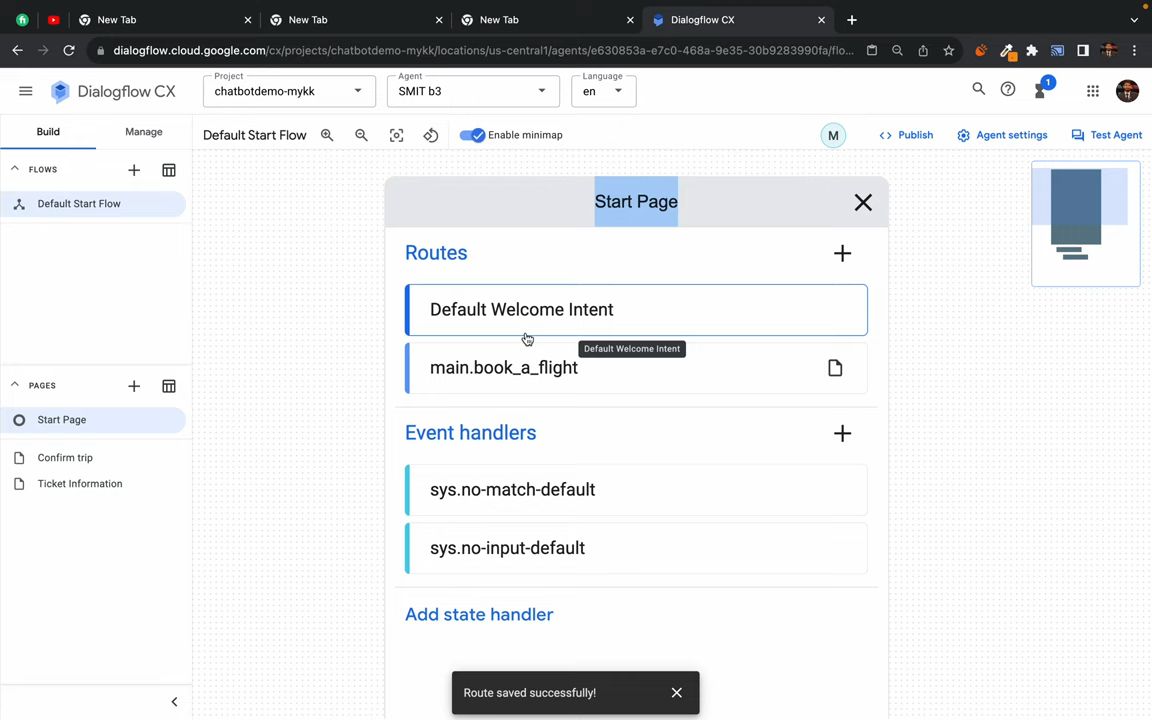 New Tab
New Tab
New Tab
Dialogflow CX
dialogflow.cloud.google.com/cx/projects/chatbotdemo-mykk/locations/us-central1/agents/e630853a-e7c0-468a-9e35-30b9283990fa/flo...
Dialogflow CX
Project
chatbotdemo-mykk
Agent
SMIT b3
Language
en
1
Build
Manage
Default Start Flow
Enable minimap
M
Publish
Agent settings
Test Agent
FLOWS
Default Start Flow
PAGES
Start Page
Confirm trip
Ticket Information
Start Page
Routes
Default Welcome Intent
Default Welcome Intent
main.book_a_flight
Event handlers
sys.no-match-default
sys.no-input-default
Add state handler
Route saved successfully!